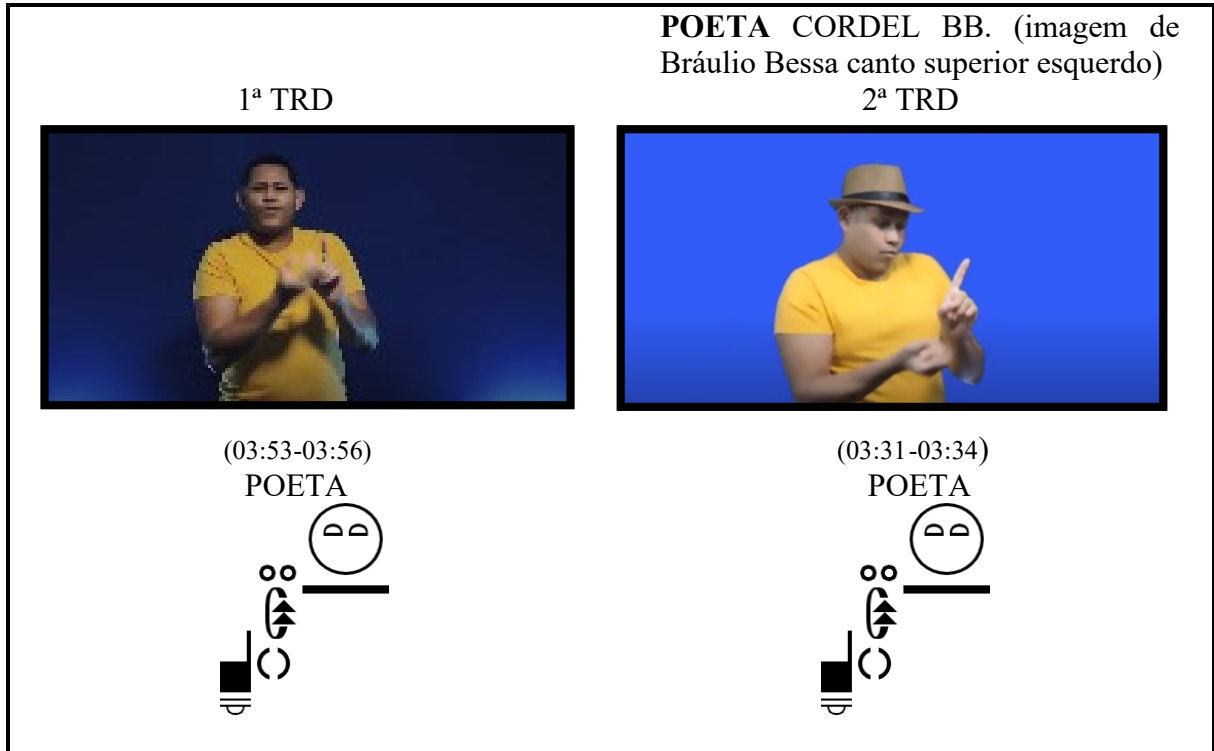 POETA CORDEL BB. (imagem de
Bráulio Bessa canto superior esquerdo)
1ª TRD
2ª TRD
(03:53-03:56)
POETA
(03:31-03:34)
POETA